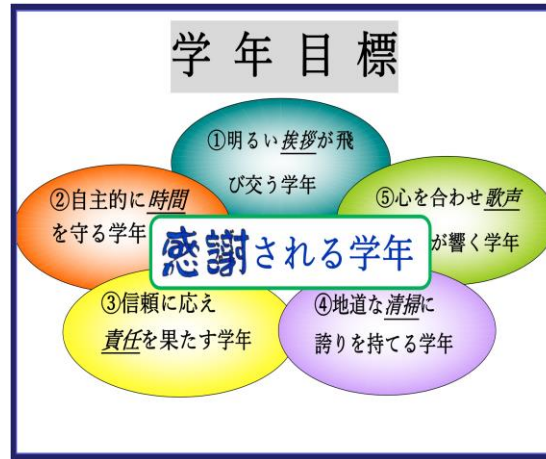 学年目標
①明るい挨拶が飛
び交う学年
②自主的に時間
を守る学年
⑤心を合わせ歌声
が響く学年
感謝される学年
③信頼に応え
責任を果たす学年
④地道な清掃に
誇りを持てる学年